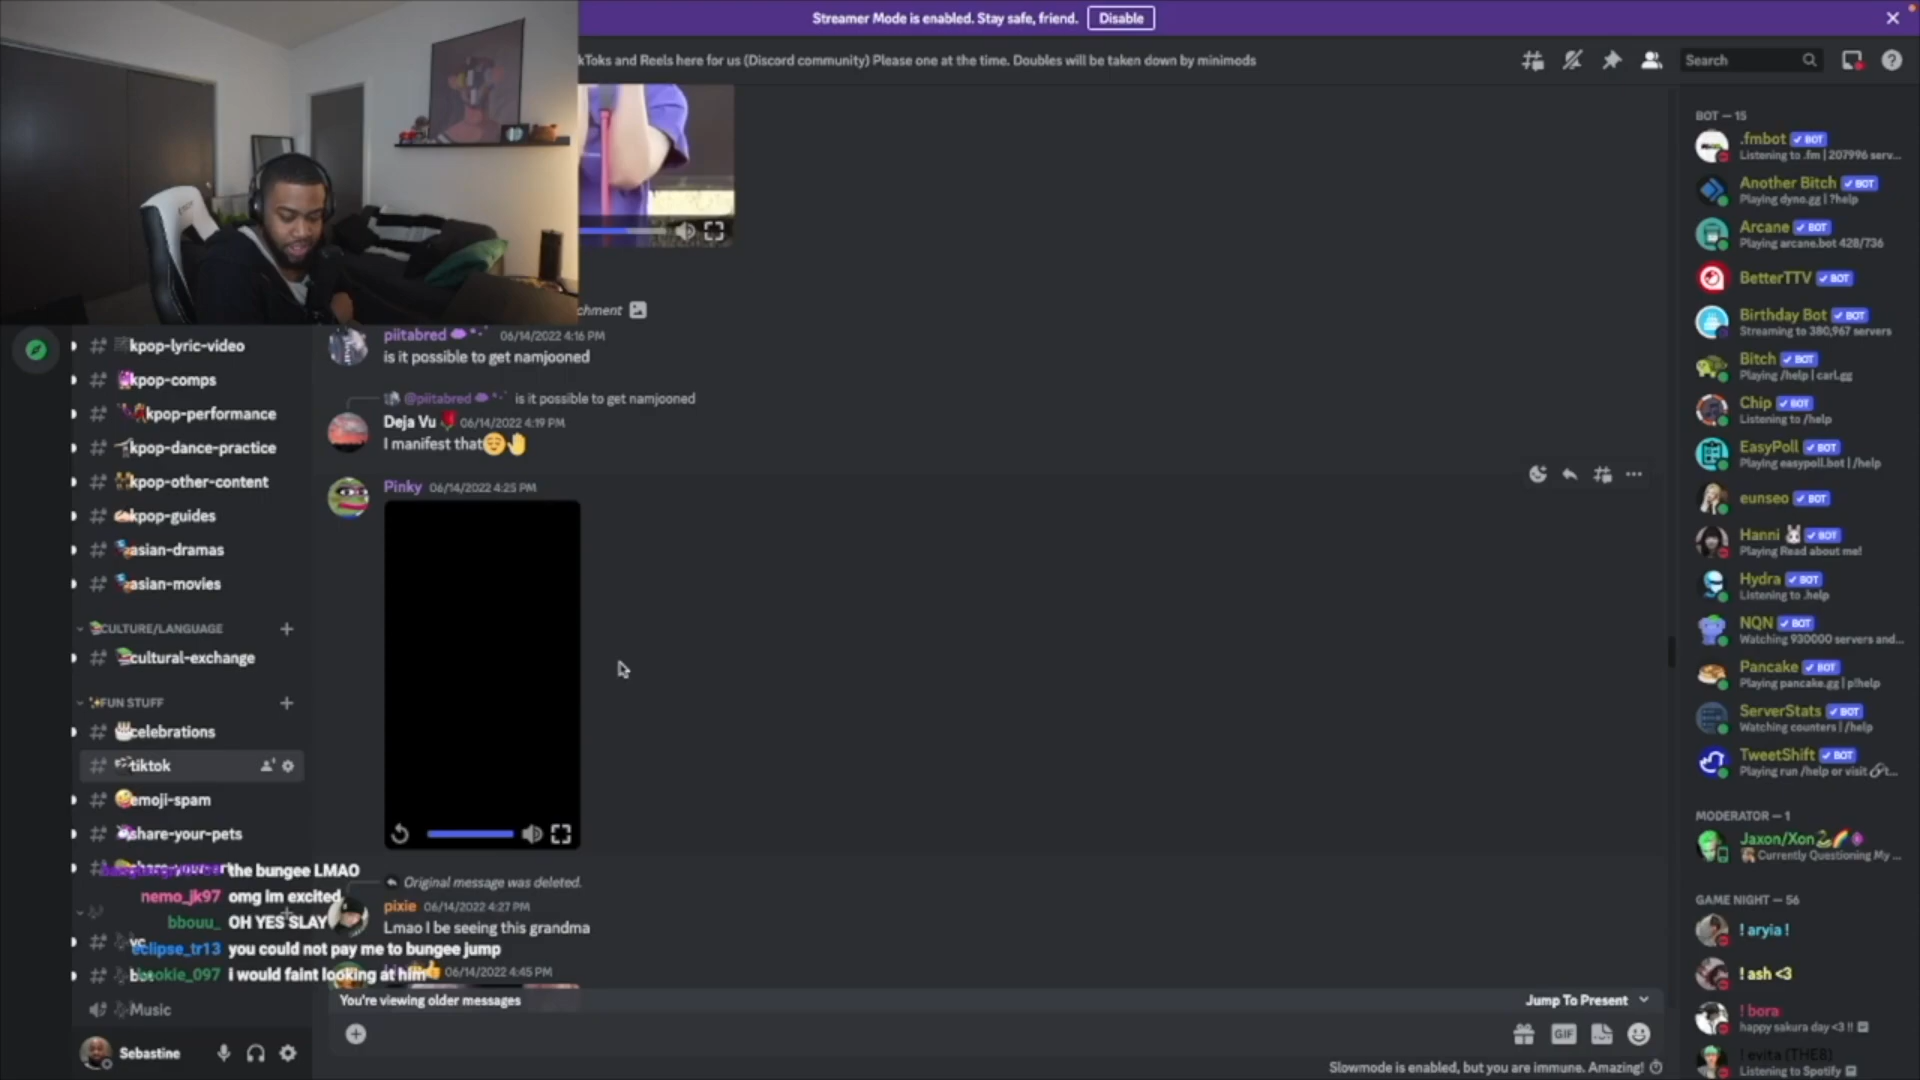 Streamer Mode is enabled. Stay safe, friend.
Disable
kToks and Reels here for us (Discord community) Please one at the time. Doubles will be taken down by minimods
Search
chment
piitabred 06/14/2022 4:16 PM
is it possible to get namjooned
@piitabred is it possible to get namjooned
Deja Vu 06/14/2022 4:19 PM
I manifest that
Pinky 06/14/2022 4:25 PM
Original message was deleted.
pixie 06/14/2022 4:27 PM
Lmao I be seeing this grandma
06/14/2022 4:45 PM
You're viewing older messages
Jump To Present
GIF
Slowmode is enabled, but you are immune. Amazing!
kpop-lyric-video
kpop-comps
kpop-performance
kpop-dance-practice
kpop-other-content
kpop-guides
asian-dramas
asian-movies
CULTURE/LANGUAGE
cultural-exchange
FUN STUFF
celebrations
tiktok
emoji-spam
share-your-pets
the bungee LMAO
nemo_jk97 omg im excited
bbouu_ OH YES SLAY
eclipse_tr13 you could not pay me to bungee jump
bookie_097 i would faint looking at him
Music
Sebastine
BOT — 15
.fmbot BOT
Listening to .fm | 207996 serv...
Another Bitch BOT
Playing dyno.gg | ?help
Arcane BOT
Playing arcane.bot 428/736
BetterTTV BOT
Birthday Bot BOT
Streaming to 380,967 servers
Bitch BOT
Playing /help | carl.gg
Chip BOT
Listening to /help
EasyPoll BOT
Playing easypoll.bot | /help
eunseo BOT
Hanni BOT
Playing Read about me!
Hydra BOT
Listening to .help
NQN BOT
Watching 930000 servers and...
Pancake BOT
Playing pancake.gg | p!help
ServerStats BOT
Watching counters | /help
TweetShift BOT
Playing run /help or visit t...
MODERATOR — 1
Jaxon/Xon
Currently Questioning My ...
GAME NIGHT — 56
! aryia !
! ash <3
! bora
happy sakura day <3 !!
! evita (THE8)
Listening to Spotify